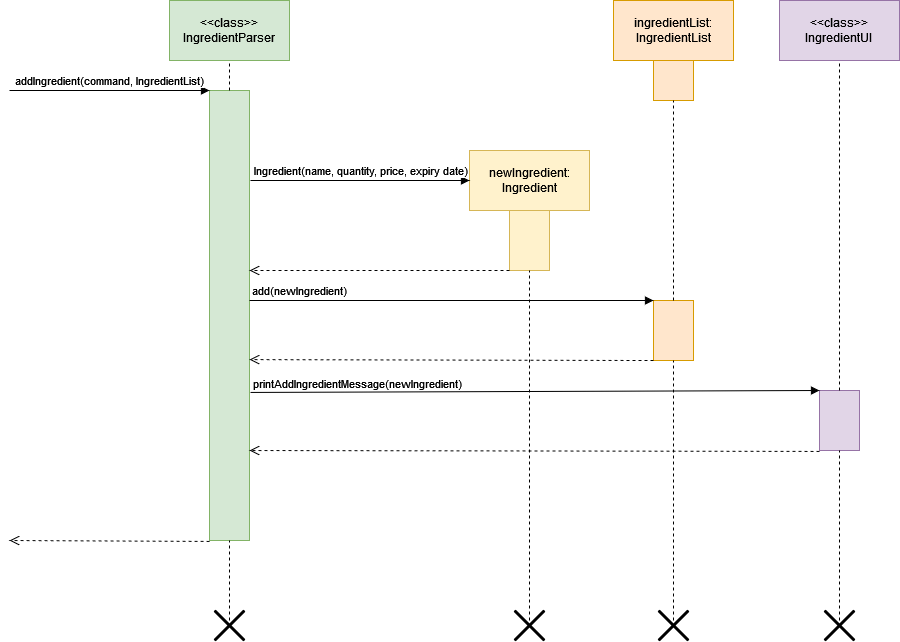 <<class>>
IngredientParser
ingredientList:
IngredientList
<<class>>
IngredientUI
addIngredient(command, IngredientList)
Ingredient(name, quantity, price, expiry date)
newIngredient:
Ingredient
add(newIngredient)
printAddIngredientMessage(newIngredient)